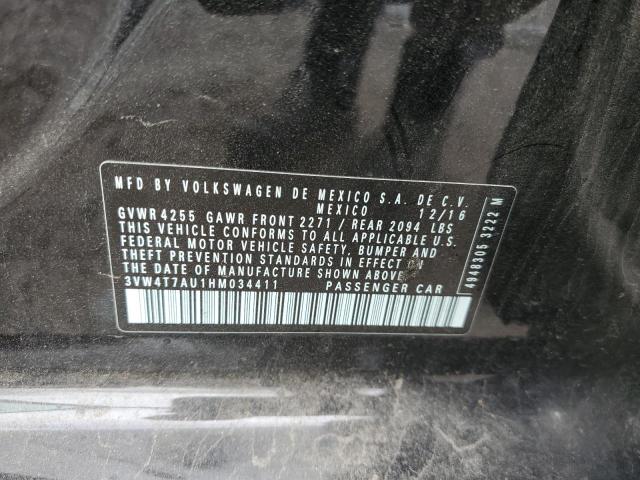 MFD BY VOLKSWAGEN DE MEXICO S.A. DE C.V.
MEXICO 12/16
GVWR 4255 GAWR FRONT 2271 / REAR 2094 LBS
THIS VEHICLE CONFORMS TO ALL APPLICABLE U.S.
FEDERAL MOTOR VEHICLE SAFETY, BUMPER AND
THEFT PREVENTION STANDARDS IN EFFECT ON
THE DATE OF MANUFACTURE SHOWN ABOVE
3VW4T7AU1HM034411 PASSENGER CAR
4948305 3222 M